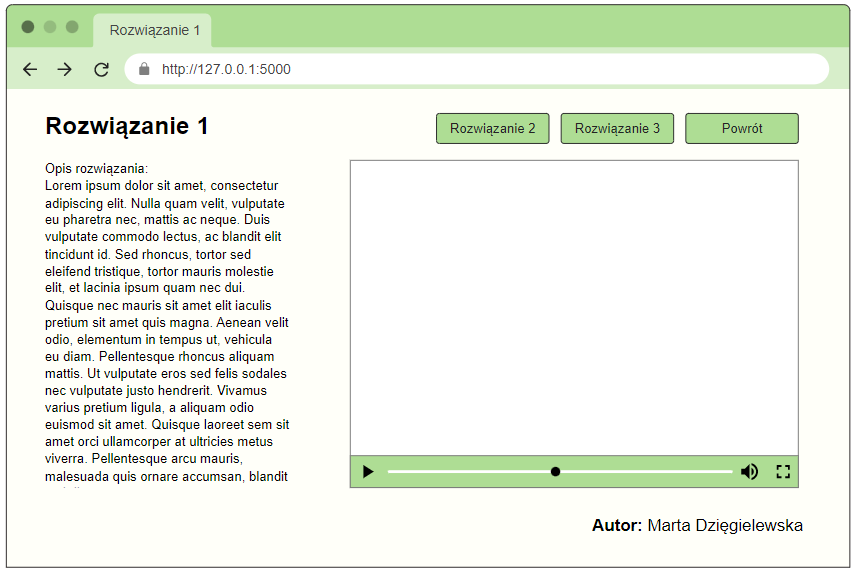 Rozwiązanie 1
http://127.0.0.1:5000
Rozwiązanie 1
Rozwiązanie 2
Rozwiązanie 3
Powrót
Opis rozwiązania:
Lorem ipsum dolor sit amet, consectetur
adipiscing elit. Nulla quam velit, vulputate
eu pharetra nec, mattis ac neque. Duis
vulputate commodo lectus, ac blandit elit
tincidunt id. Sed rhoncus, tortor sed
eleifend tristique, tortor mauris molestie
elit, et lacinia ipsum quam nec dui.
Quisque nec mauris sit amet elit iaculis
pretium sit amet quis magna. Aenean velit
odio, elementum in tempus ut, vehicula
eu diam. Pellentesque rhoncus aliquam
mattis. Ut vulputate eros sed felis sodales
nec vulputate justo hendrerit. Vivamus
varius pretium ligula, a aliquam odio
euismod sit amet. Quisque laoreet sem sit
amet orci ullamcorper at ultricies metus
viverra. Pellentesque arcu mauris,
malesuada quis ornare accumsan, blandit
Autor: Marta Dzięgielewska